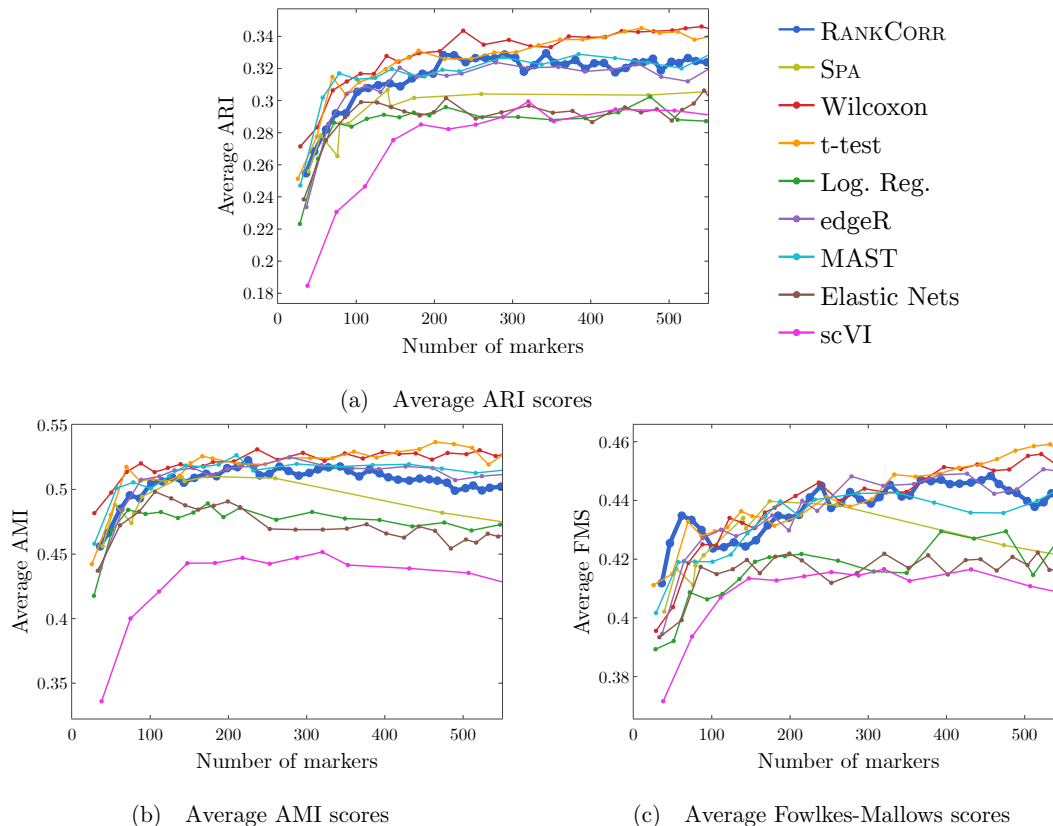 0.34
0.32
0.3
0.28
0.26
0.24
0.22
0.2
0.18
Average ARI
0 100 200 300 400 500
Number of markers
RANKCORR
SPA
Wilcoxon
t-test
Log. Reg.
edgeR
MAST
Elastic Nets
scVI
(a) Average ARI scores
0.55
0.5
0.45
0.4
0.35
Average AMI
0 100 200 300 400 500
Number of markers
(b) Average AMI scores
0.46
0.44
0.42
0.4
0.38
Average FMS
0 100 200 300 400 500
Number of markers
(c) Average Fowlkes-Mallows scores